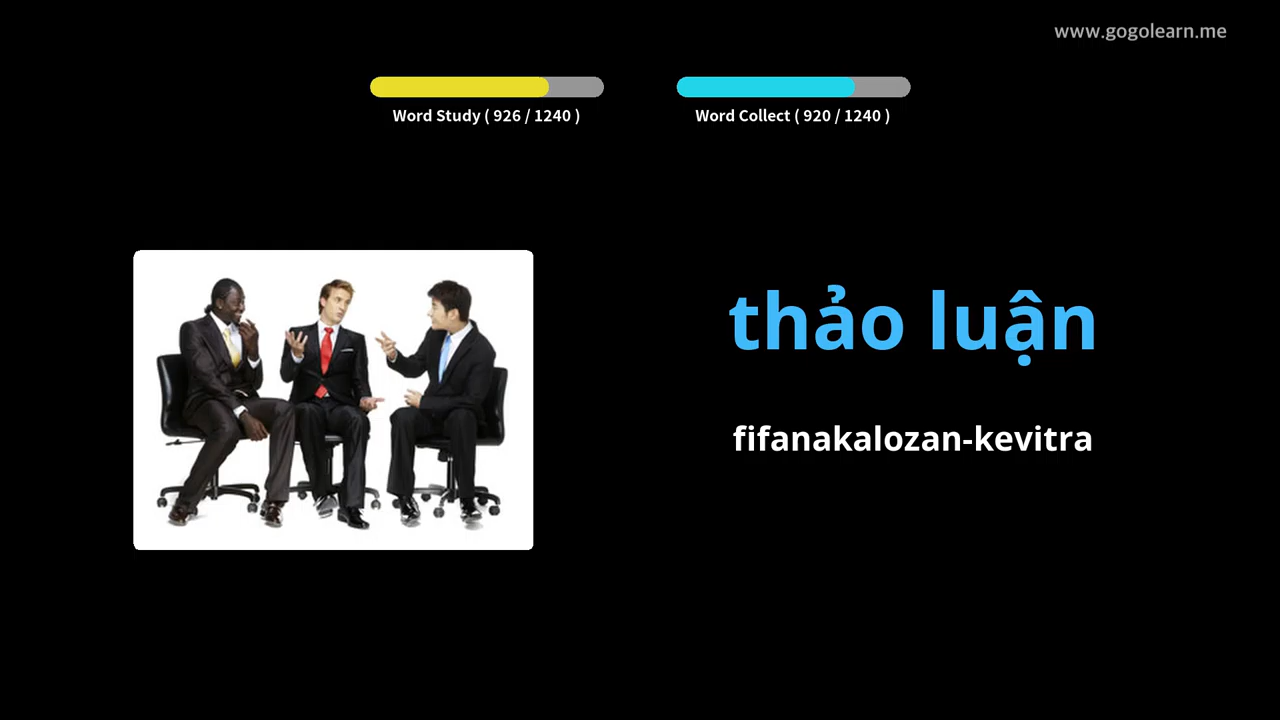 www.gogolearn.me
Word Study ( 926 / 1240 )
Word Collect ( 920 / 1240 )
thảo luận
fifanakalozan-kevitra